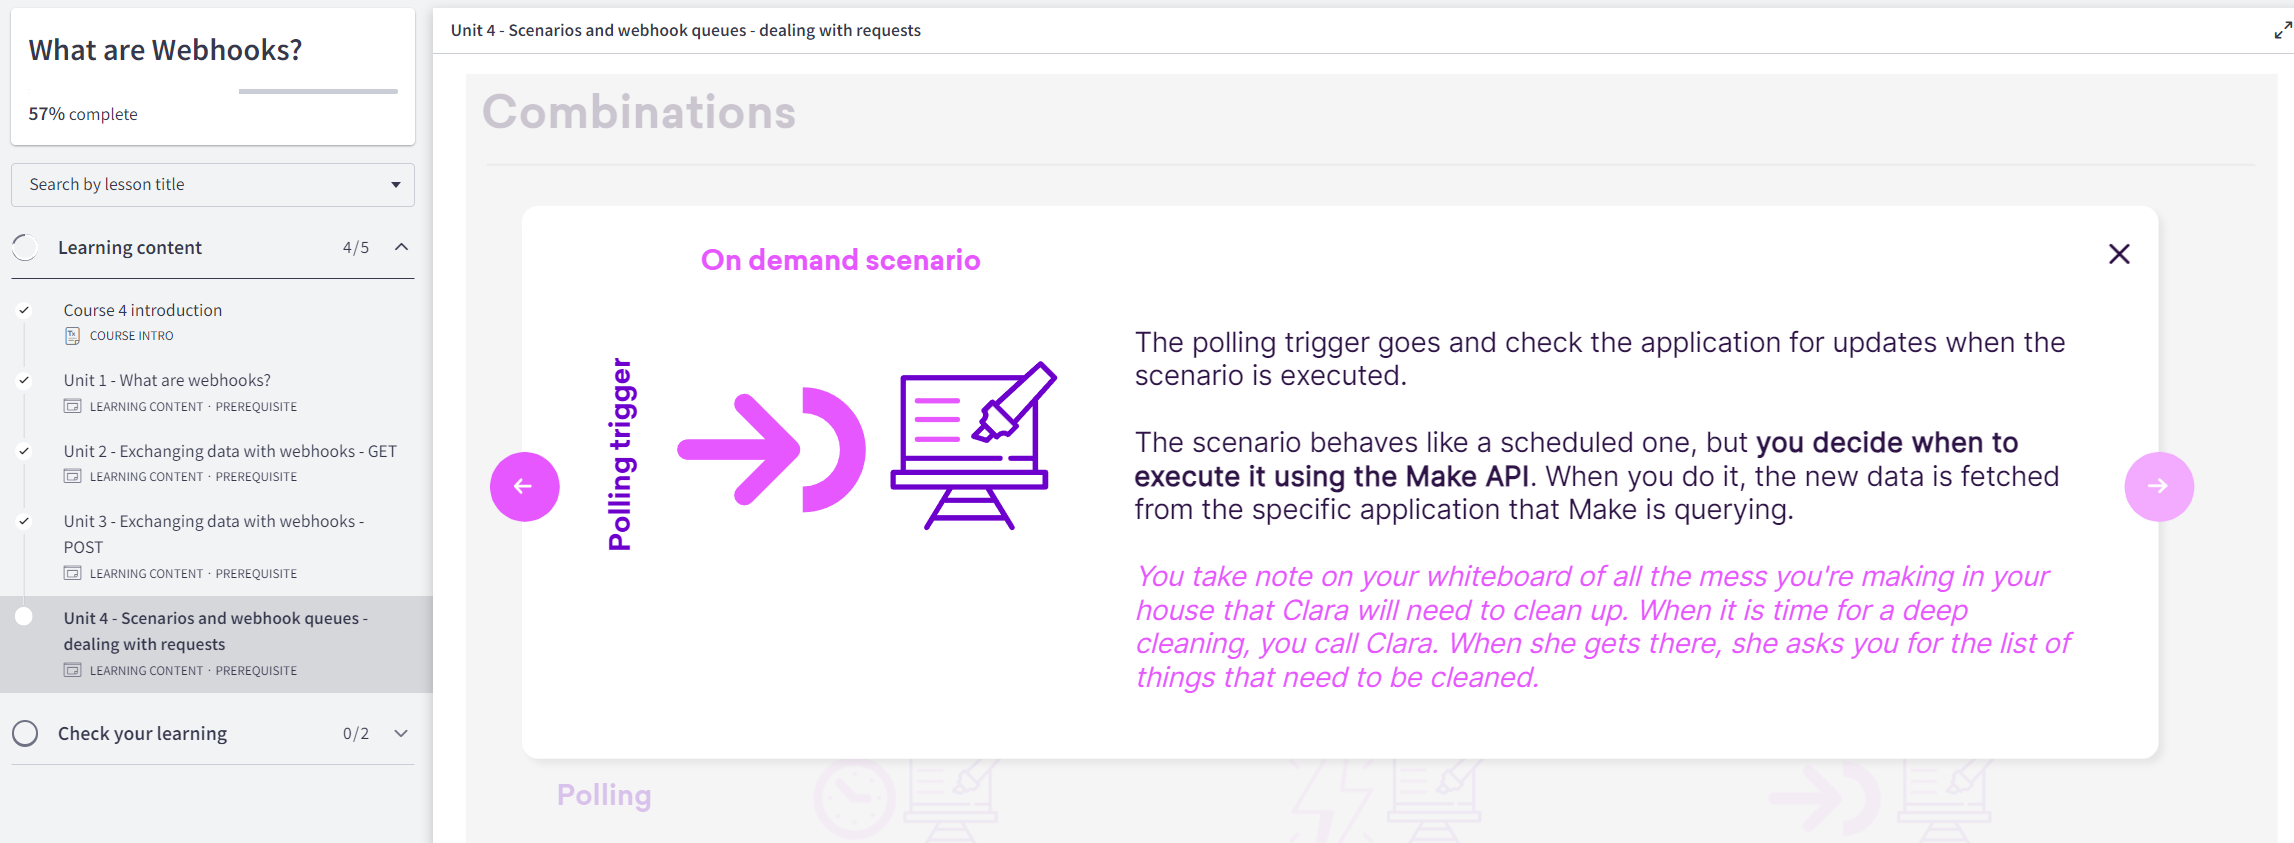 What are Webhooks?
57% complete
Search by lesson title
Learning content 4/5
Course 4 introduction
COURSE INTRO
Unit 1 - What are webhooks?
LEARNING CONTENT · PREREQUISITE
Unit 2 - Exchanging data with webhooks - GET
LEARNING CONTENT · PREREQUISITE
Unit 3 - Exchanging data with webhooks -
POST
LEARNING CONTENT · PREREQUISITE
Unit 4 - Scenarios and webhook queues -
dealing with requests
LEARNING CONTENT · PREREQUISITE
Check your learning 0/2
Unit 4 - Scenarios and webhook queues - dealing with requests
Combinations
On demand scenario
Polling trigger
The polling trigger goes and check the application for updates when the
scenario is executed.
The scenario behaves like a scheduled one, but you decide when to
execute it using the Make API. When you do it, the new data is fetched
from the specific application that Make is querying.
You take note on your whiteboard of all the mess you're making in your
house that Clara will need to clean up. When it is time for a deep
cleaning, you call Clara. When she gets there, she asks you for the list of
things that need to be cleaned.
Polling